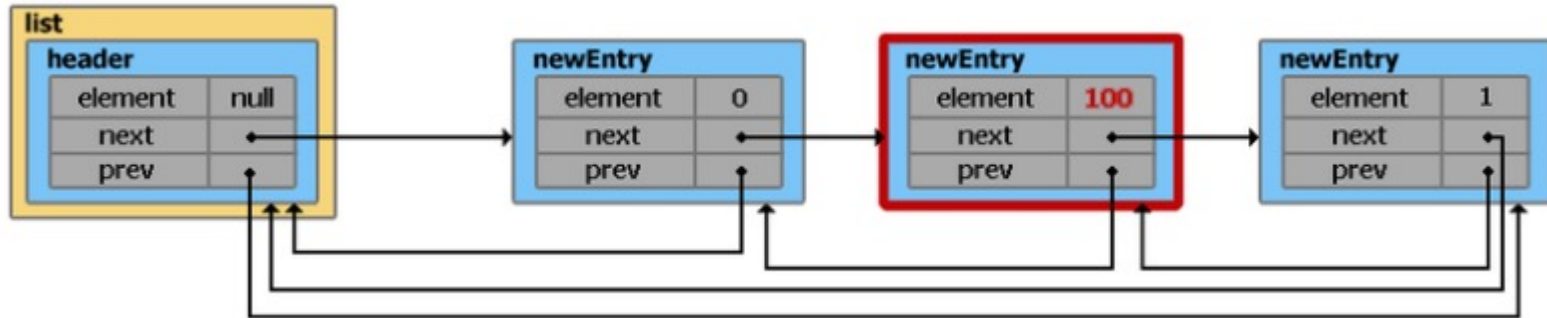 list
header
element null
next
prev
newEntry
element 0
next
prev
newEntry
element 100
next
prev
newEntry
element 1
next
prev